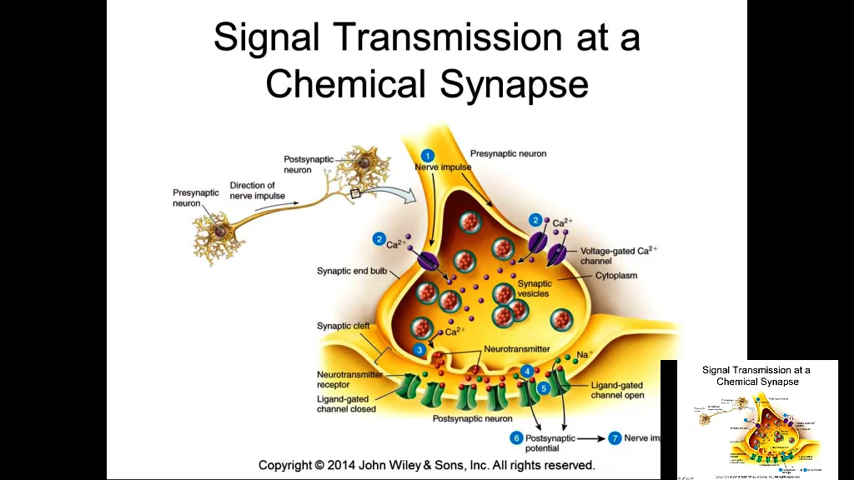 Signal Transmission at a
Chemical Synapse
1
Nerve impulse
Presynaptic neuron
Postsynaptic
neuron
Direction of
nerve impulse
Presynaptic
neuron
2
Ca2+
2
Ca2+
Voltage-gated Ca2+
channel
Synaptic end bulb
Cytoplasm
Synaptic
vesicles
Synaptic cleft
Ca2+
3
Neurotransmitter
Na+
Neurotransmitter
receptor
4
5
Ligand-gated
channel open
Ligand-gated
channel closed
Postsynaptic neuron
6 Postsynaptic
potential
7 Nerve im
Copyright © 2014 John Wiley & Sons, Inc. All rights reserved.
Signal Transmission at a
Chemical Synapse